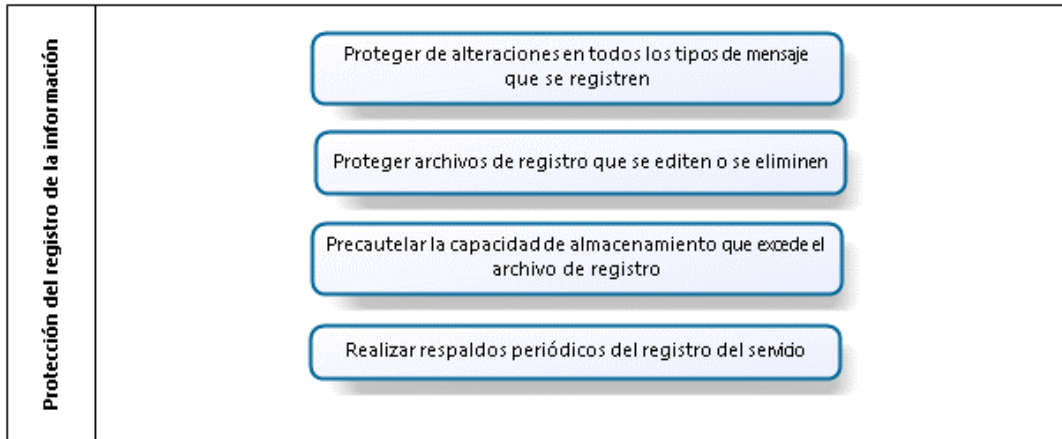 Protección del registro de la información
Proteger de alteraciones en todos los tipos de mensaje
que se registren
Proteger archivos de registro que se editen o se eliminen
Precautelar la capacidad de almacenamiento que excede el
archivo de registro
Realizar respaldos periódicos del registro del servicio